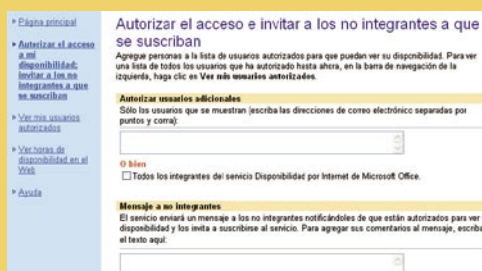 Página principal
Autorizar el acceso
a mi
disponibilidad;
invitar a los no
integrantes a que
se suscriban
Ver mis usuarios
autorizados
Ver horas de
disponibilidad en el
Web
Ayuda
Autorizar el acceso e invitar a los no integrantes a que
se suscriban
Agregue personas a la lista de usuarios autorizados para que puedan ver su disponibilidad. Para ver
una lista de todos los usuarios que ha autorizado hasta ahora, en la barra de navegación de la
izquierda, haga clic en Ver mis usuarios autorizados.
Autorizar usuarios adicionales
Sólo los usuarios que se muestran (escriba las direcciones de correo electrónico separadas por
puntos y coma):
O bien
Todos los integrantes del servicio Disponibilidad por Internet de Microsoft Office.
Mensaje a no integrantes
El servicio enviará un mensaje a los no integrantes notificándoles de que están autorizados para ver
disponibilidad y los invita a suscribirse al servicio. Para agregar sus comentarios al mensaje, escriba
el texto aquí: